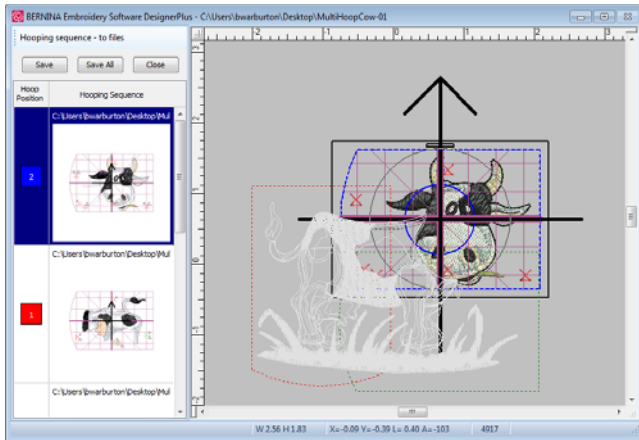 BERNINA Embroidery Software DesignerPlus - C:\Users\bwarburton\Desktop\MultiHoopCow-01
Hooping sequence - to files
Save Save All Close
Hoop Position Hooping Sequence
C:\Users\bwarburton\Desktop\Mul
2
C:\Users\bwarburton\Desktop\Mul
1
C:\Users\bwarburton\Desktop\Mul
W 2.56 H 1.83 X=-0.09 Y=-0.39 L= 0.40 A=-103 4917